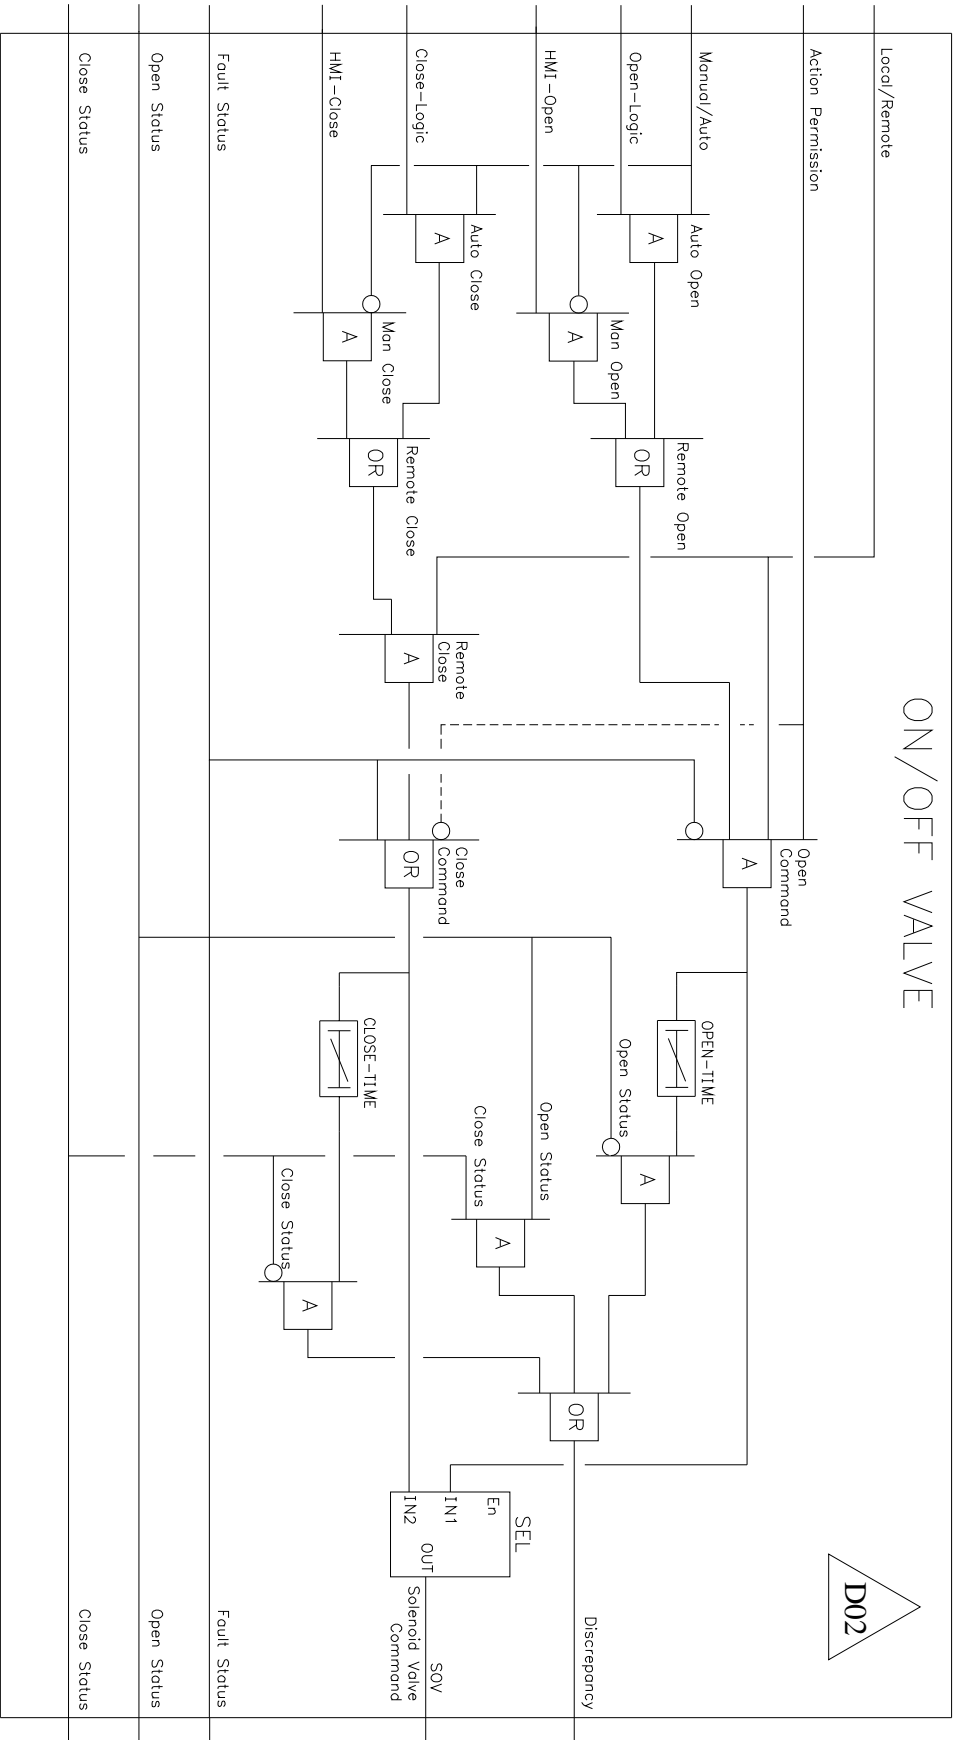 ON/OFF VALVE
D02
Local/Remote
Action Permission
Manual/Auto
Open-Logic
HMI-Open
Close-Logic
HMI-Close
Fault Status
Open Status
Close Status
Auto Open
A
Man Open
A
Auto Close
A
Man Close
A
Remote Open
OR
Remote Close
OR
Remote
Close
A
Open
Command
A
Close
Command
OR
OPEN-TIME
CLOSE-TIME
Open Status
A
Open Status
Close Status
A
Close Status
A
OR
SEL
En
IN1
IN2
OUT
Discrepancy
SOV
Solenoid Valve
Command
Fault Status
Open Status
Close Status